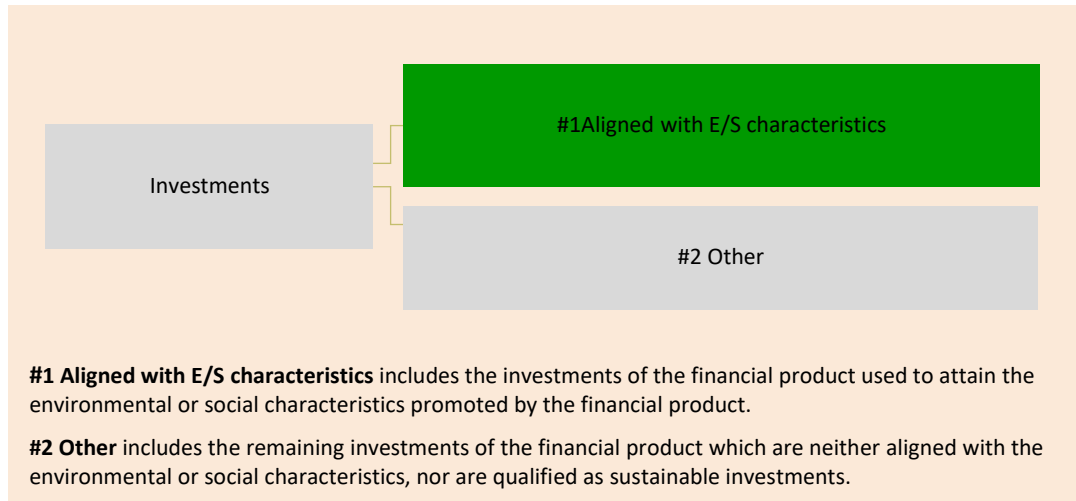 #1Aligned with E/S characteristics
Investments
#2 Other
#1 Aligned with E/S characteristics includes the investments of the financial product used to attain the
environmental or social characteristics promoted by the financial product.
#2 Other includes the remaining investments of the financial product which are neither aligned with the
environmental or social characteristics, nor are qualified as sustainable investments.